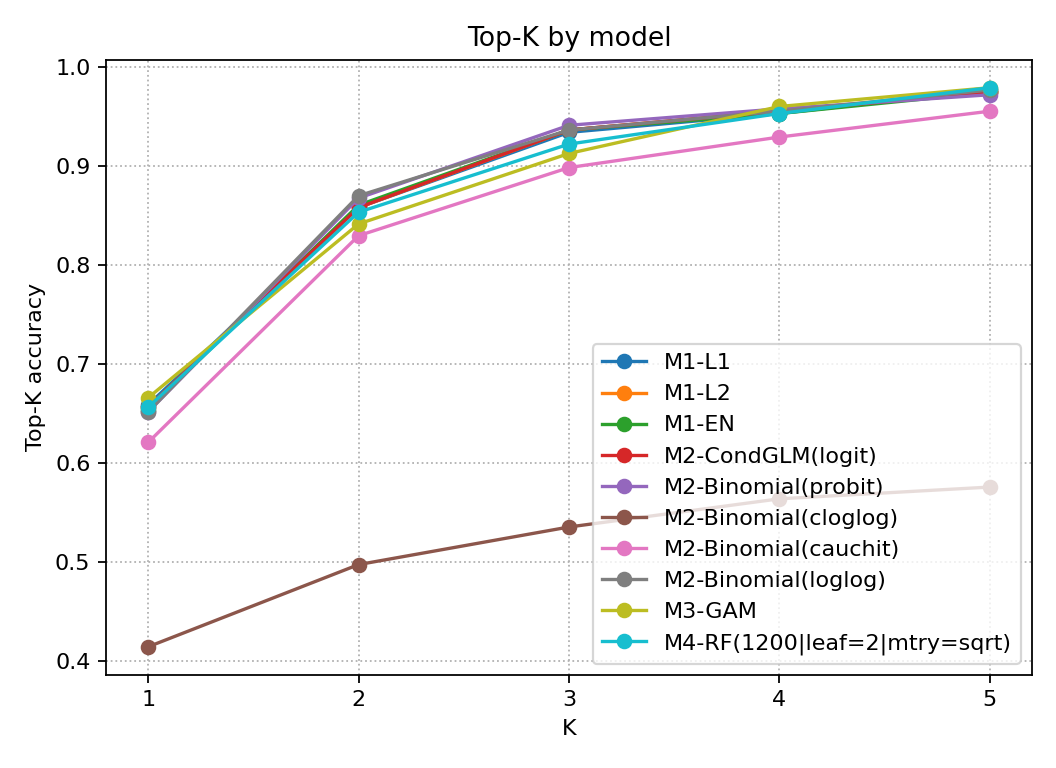 Top-K by model
1.0
0.9
0.8
0.7
0.6
0.5
0.4
Top-K accuracy
1 2 3 4 5
K
M1-L1
M1-L2
M1-EN
M2-CondGLM(logit)
M2-Binomial(probit)
M2-Binomial(cloglog)
M2-Binomial(cauchit)
M2-Binomial(loglog)
M3-GAM
M4-RF(1200|leaf=2|mtry=sqrt)